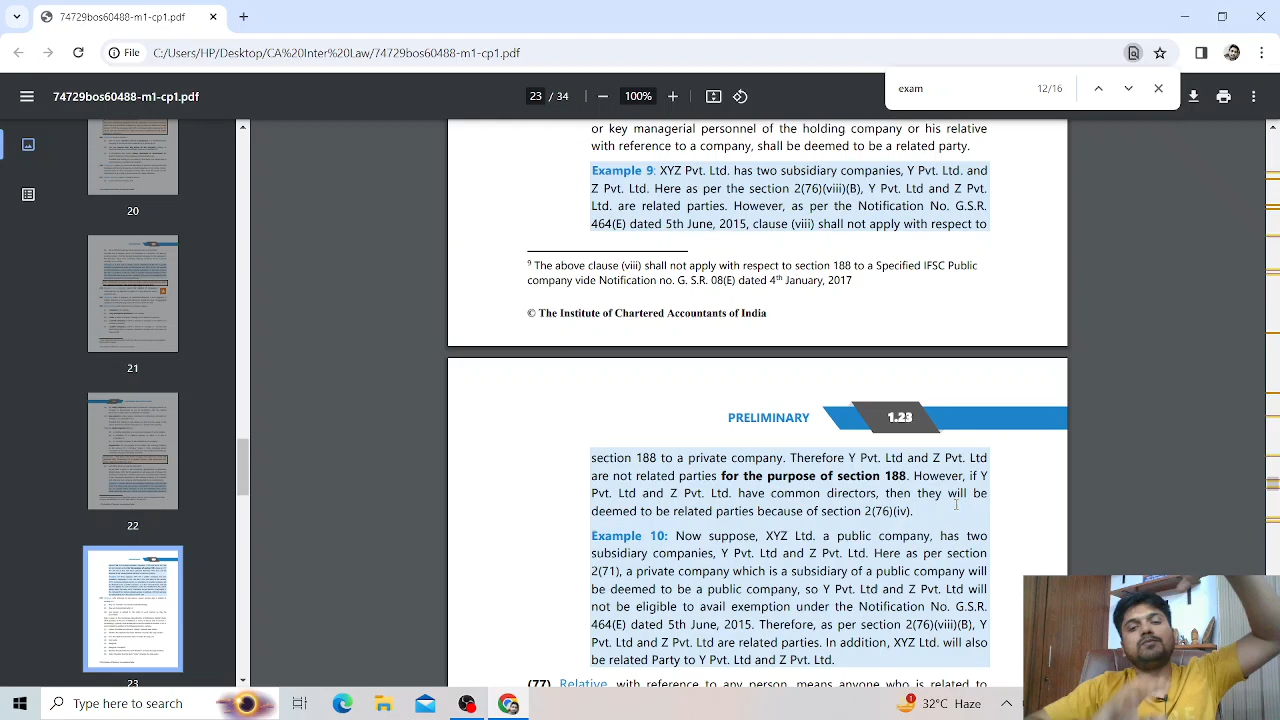 74729bos60488-m1-cp1.pdf
File C:/Users/HP/Desktop/CA%20Inter%20Law/74729bos60488-m1-cp1.pdf
exam 12/16
74729bos60488-m1-cp1.pdf
23 / 34
100%
20
21
22
23
or key managerial personnel of the holding company or his relative
with reference to a company, shall be deemed to be a related party.
Example 9: XYZ Pvt. Ltd. has two subsidiary companies, Y Pvt. Ltd. and
Z Pvt. Ltd. Here as per the section 2(76)(viii)(B), Y Pvt. Ltd and Z Pvt.
Ltd. are related parties. However, as per the Notification No. G.S.R.
464(E) dated 5th June, 2015, clause (viii) shall not apply with respect to
9 The sub-clause (viii) shall not apply with respect to section 188 to a Specified IFSC Public
company vide Notification no. G. S.R. 08(E) dated 4th January, 2017.
© The Institute of Chartered Accountants of India
PRELIMINARY
1.23
section 188 to a private company. Therefore Y Pvt. Ltd and Z Pvt. Ltd
are not related parties for the purpose of section 188. However, if Y
Pvt. Ltd and Z Pvt. Ltd. have common directors, then they will be
deemed to be related parties because of section 2(76)(iv).
Example 10: Now suppose, XYZ Ltd, a public company, has two
subsidiary companies, Y Pvt. Ltd and Z Pvt. Ltd. Here as per section
2(71), a private company which is a subsidiary of a public company
be deemed to be a public company. Y Pvt. Ltd and Z Pvt. Ltd
not be eligible to avail exemption as per the Notification No. G.S.R.
464(E) dated 5th June, 2015. Therefore as per section 2(76)(viii)(B),
Pvt. Ltd and Z Pvt. Ltd. are related parties. In addition, XYZ Ltd. will
be related Party to Y Pvt. Ltd and Z Pvt. Ltd.
(77) Relative, with reference to any person, means anyone who is related to
Type here to search
32°C Haze